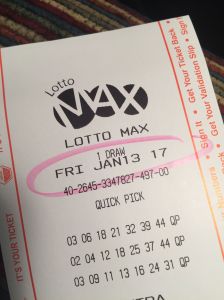 Lotto
MAX
LOTTO MAX
1 DRAW
FRI JAN13 17
40-2645-3347827-497-00
QUICK PICK
03 06 18 21 32 39 44 QP
02 04 12 18 25 37 44 QP
03 09 11 13 16 24 31 QP
IT'S YOUR TICKET
Sign It - Get Your Validation Slip -
Get Your Ticket Back
Sign